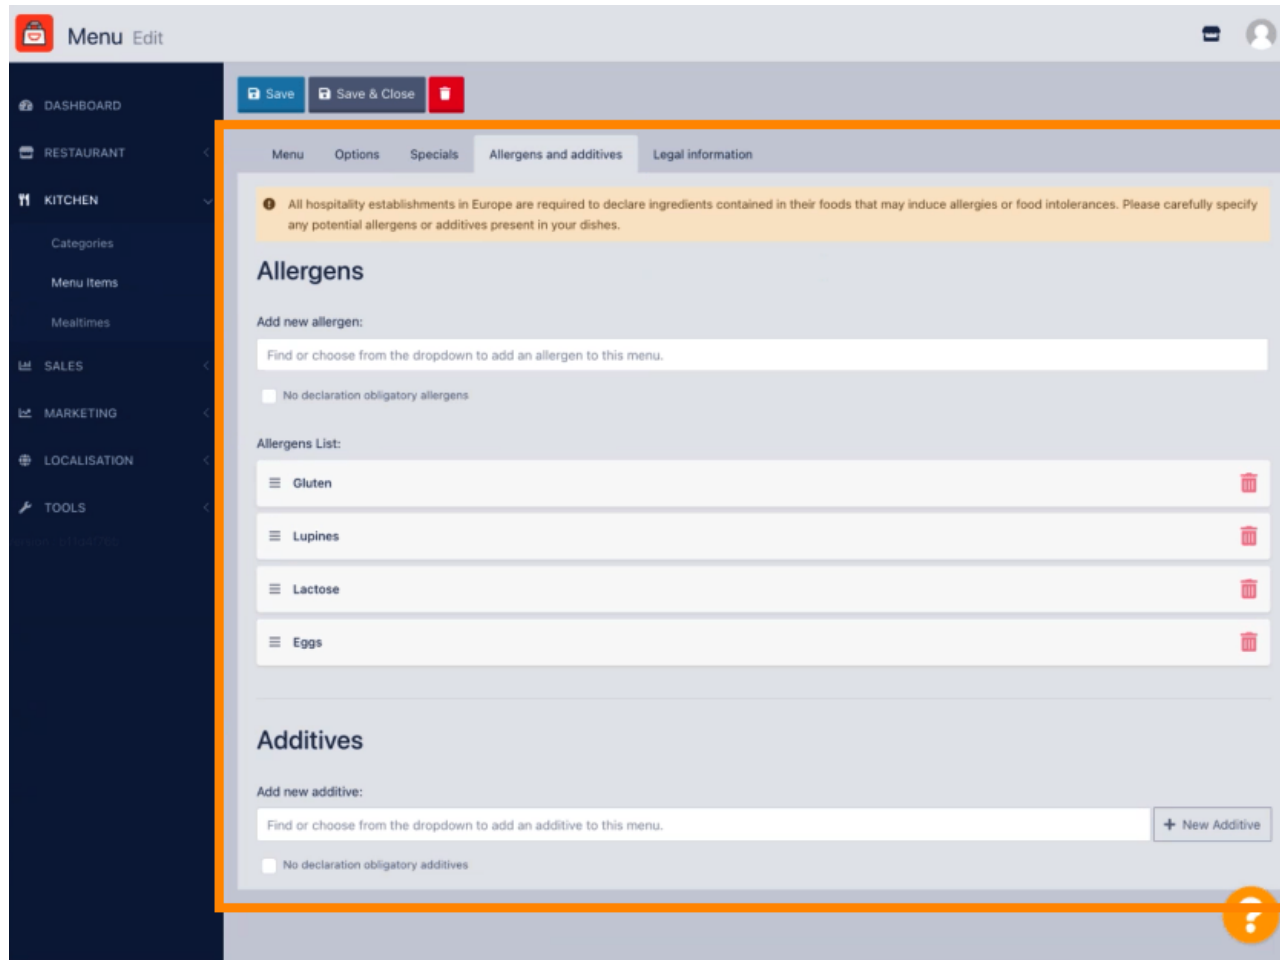 Menu Edit
DASHBOARD
RESTAURANT
KITCHEN
Categories
Menu Items
Mealtimes
SALES
MARKETING
LOCALISATION
TOOLS
Save
Save & Close
Menu
Options
Specials
Allergens and additives
Legal information
All hospitality establishments in Europe are required to declare ingredients contained in their foods that may induce allergies or food intolerances. Please carefully specify
any potential allergens or additives present in your dishes.
Allergens
Add new allergen:
Find or choose from the dropdown to add an allergen to this menu.
No declaration obligatory allergens
Allergens List:
Gluten
Lupines
Lactose
Eggs
Additives
Add new additive:
Find or choose from the dropdown to add an additive to this menu.
+ New Additive
No declaration obligatory additives
?